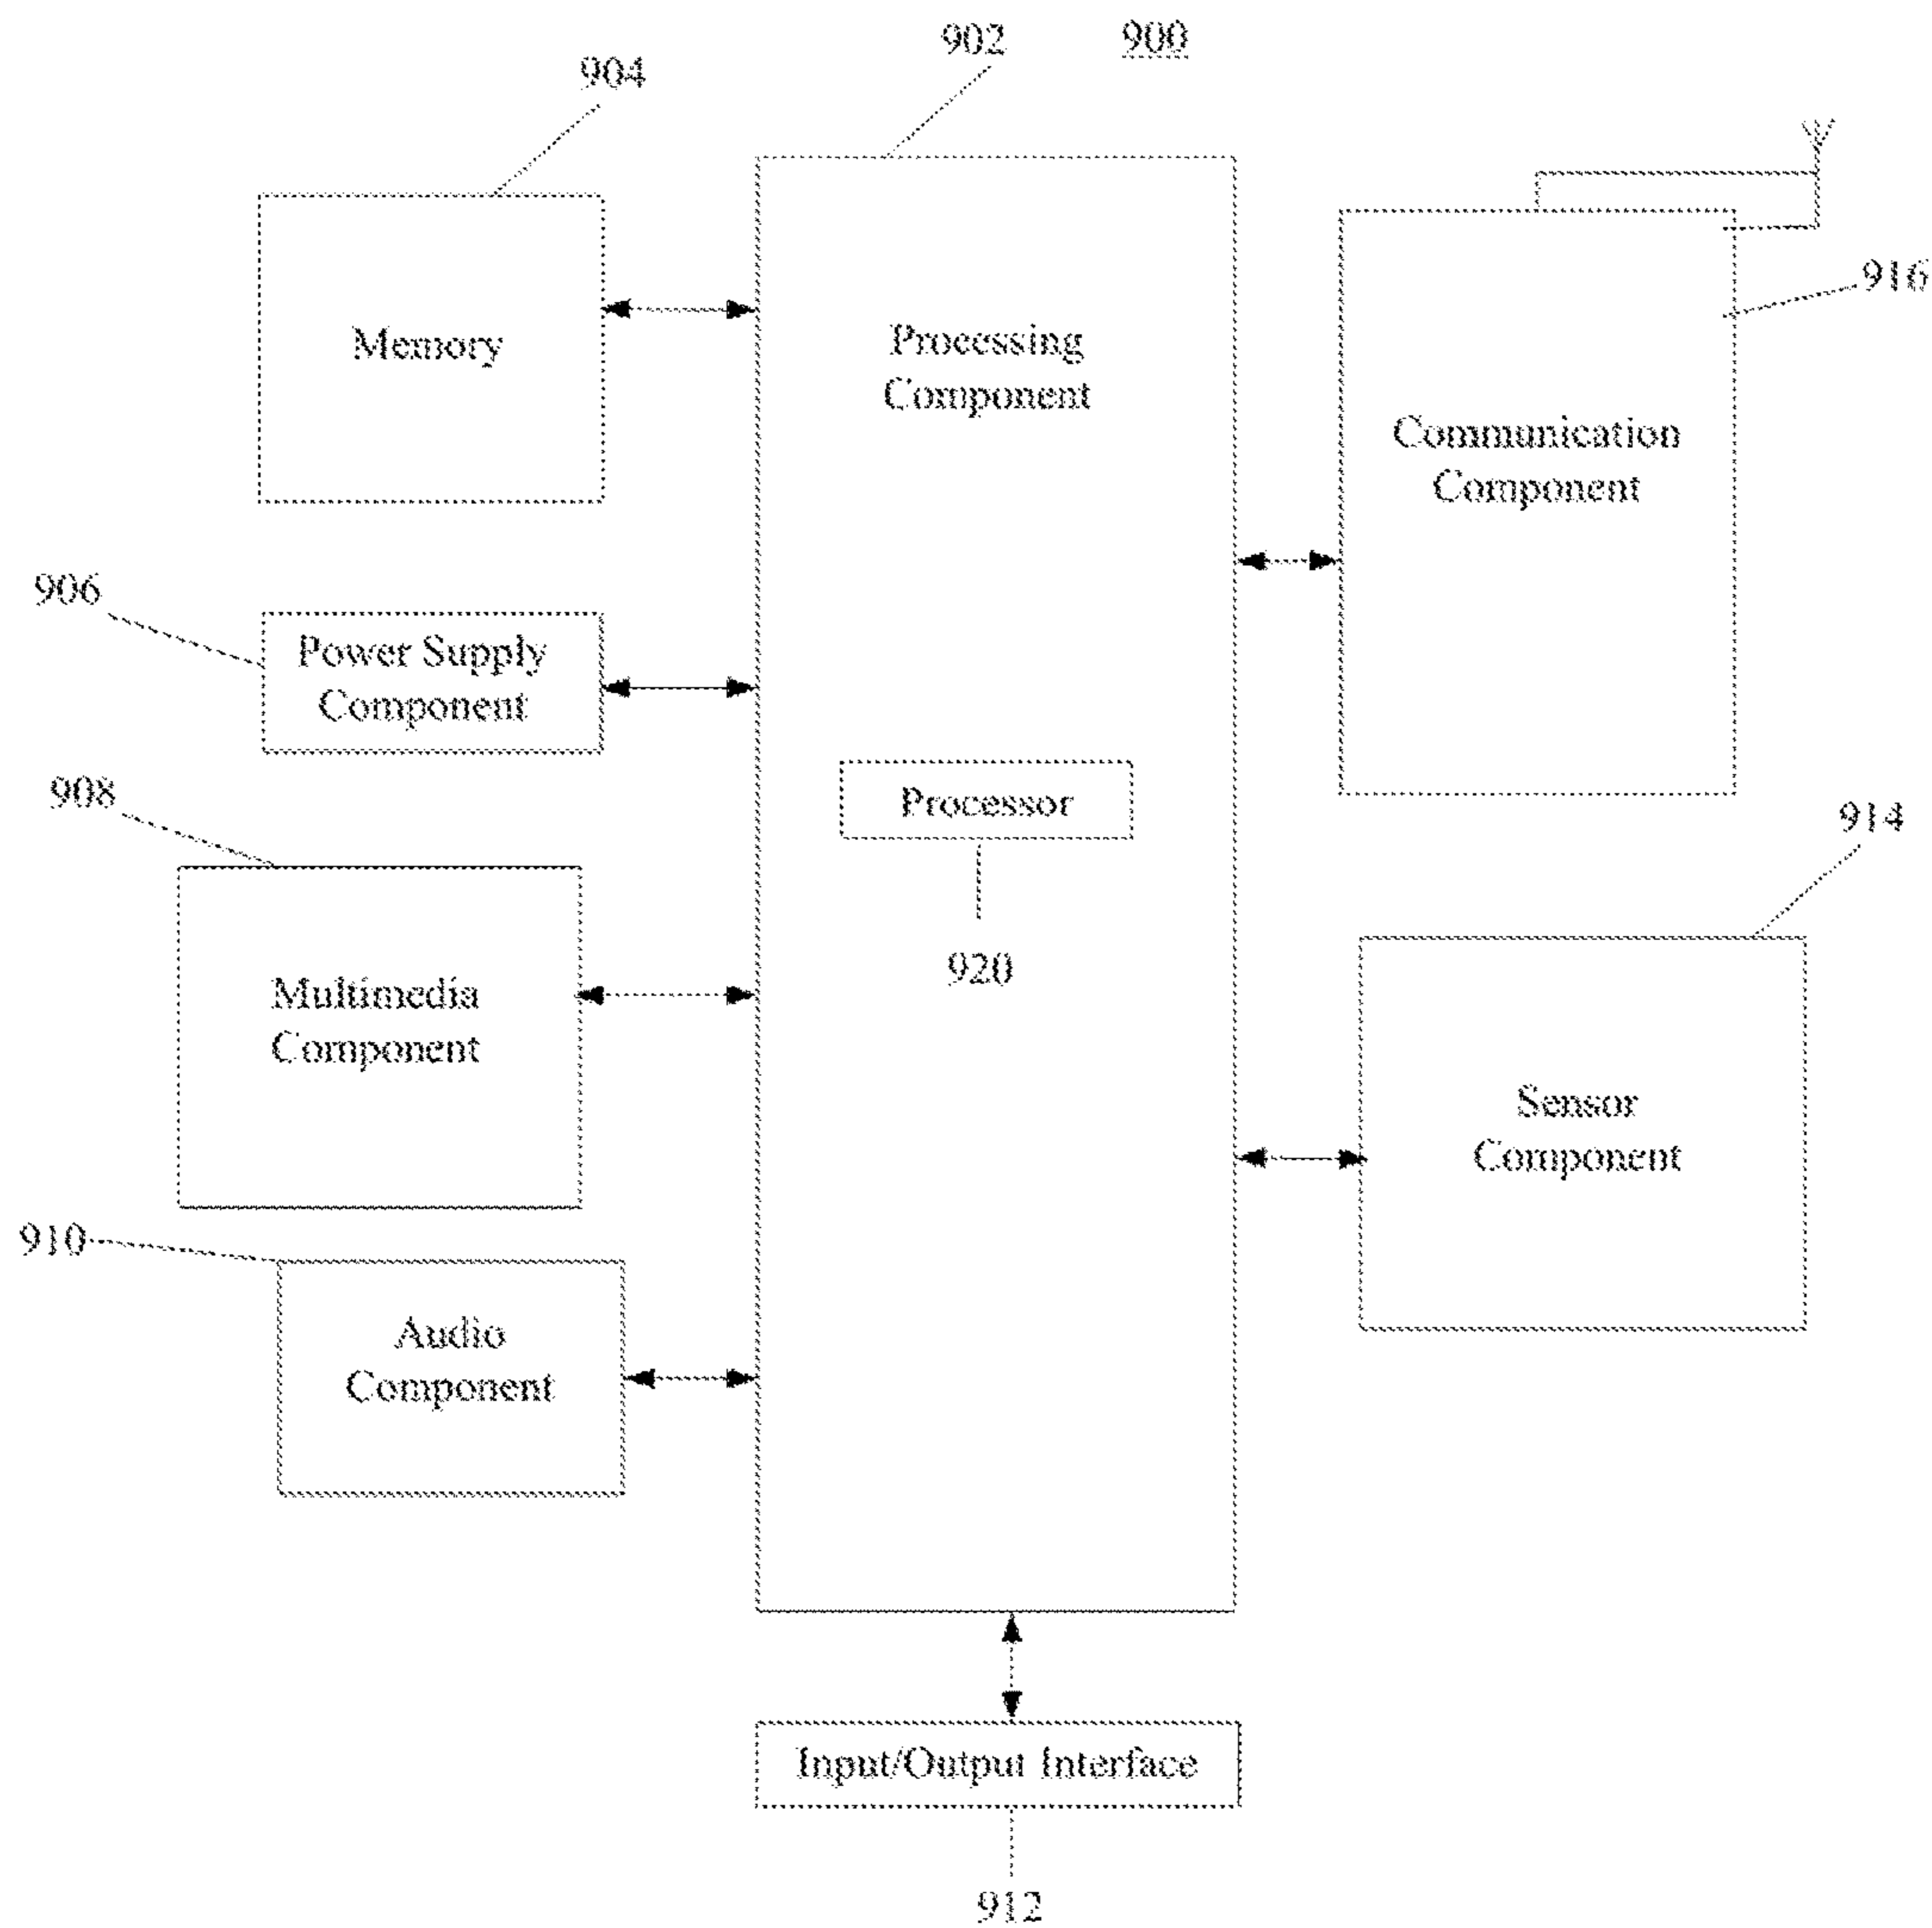 902
900
904
916
Memory
Processing
Component
Communication
Component
906
Power Supply
Component
908
Processor
914
920
Multimedia
Component
Sensor
Component
910
Audio
Component
Input/Output Interface
912